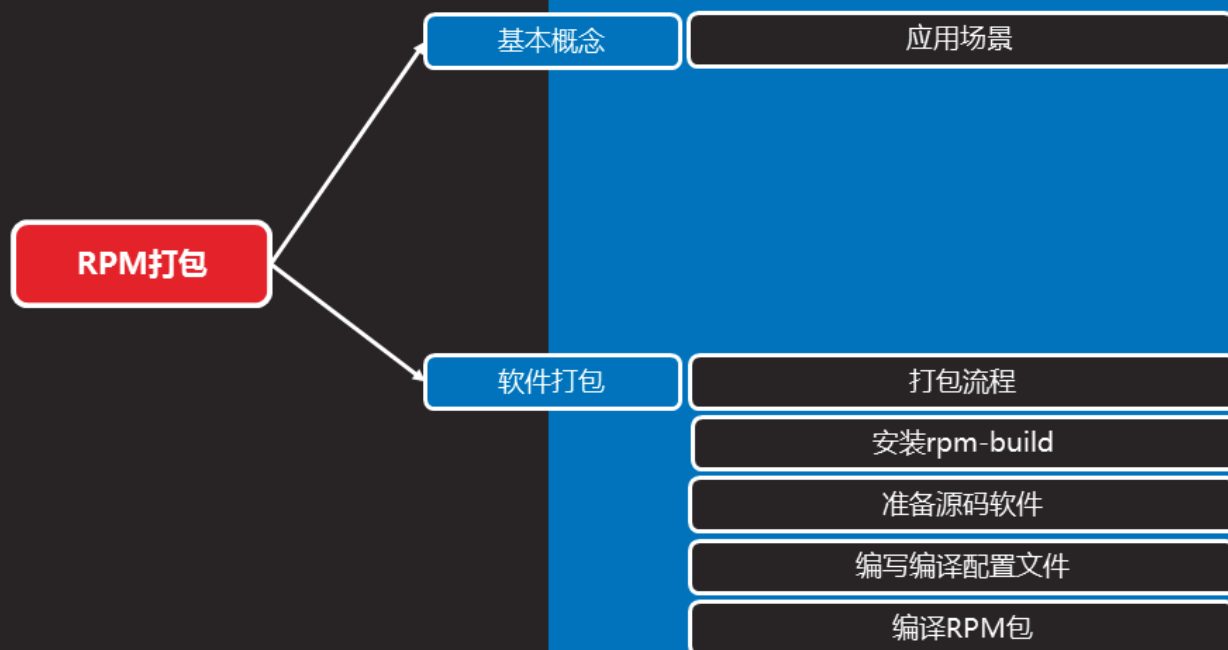 基本概念
应用场景
RPM打包
软件打包
打包流程
安装rpm-build
准备源码软件
编写编译配置文件
编译RPM包